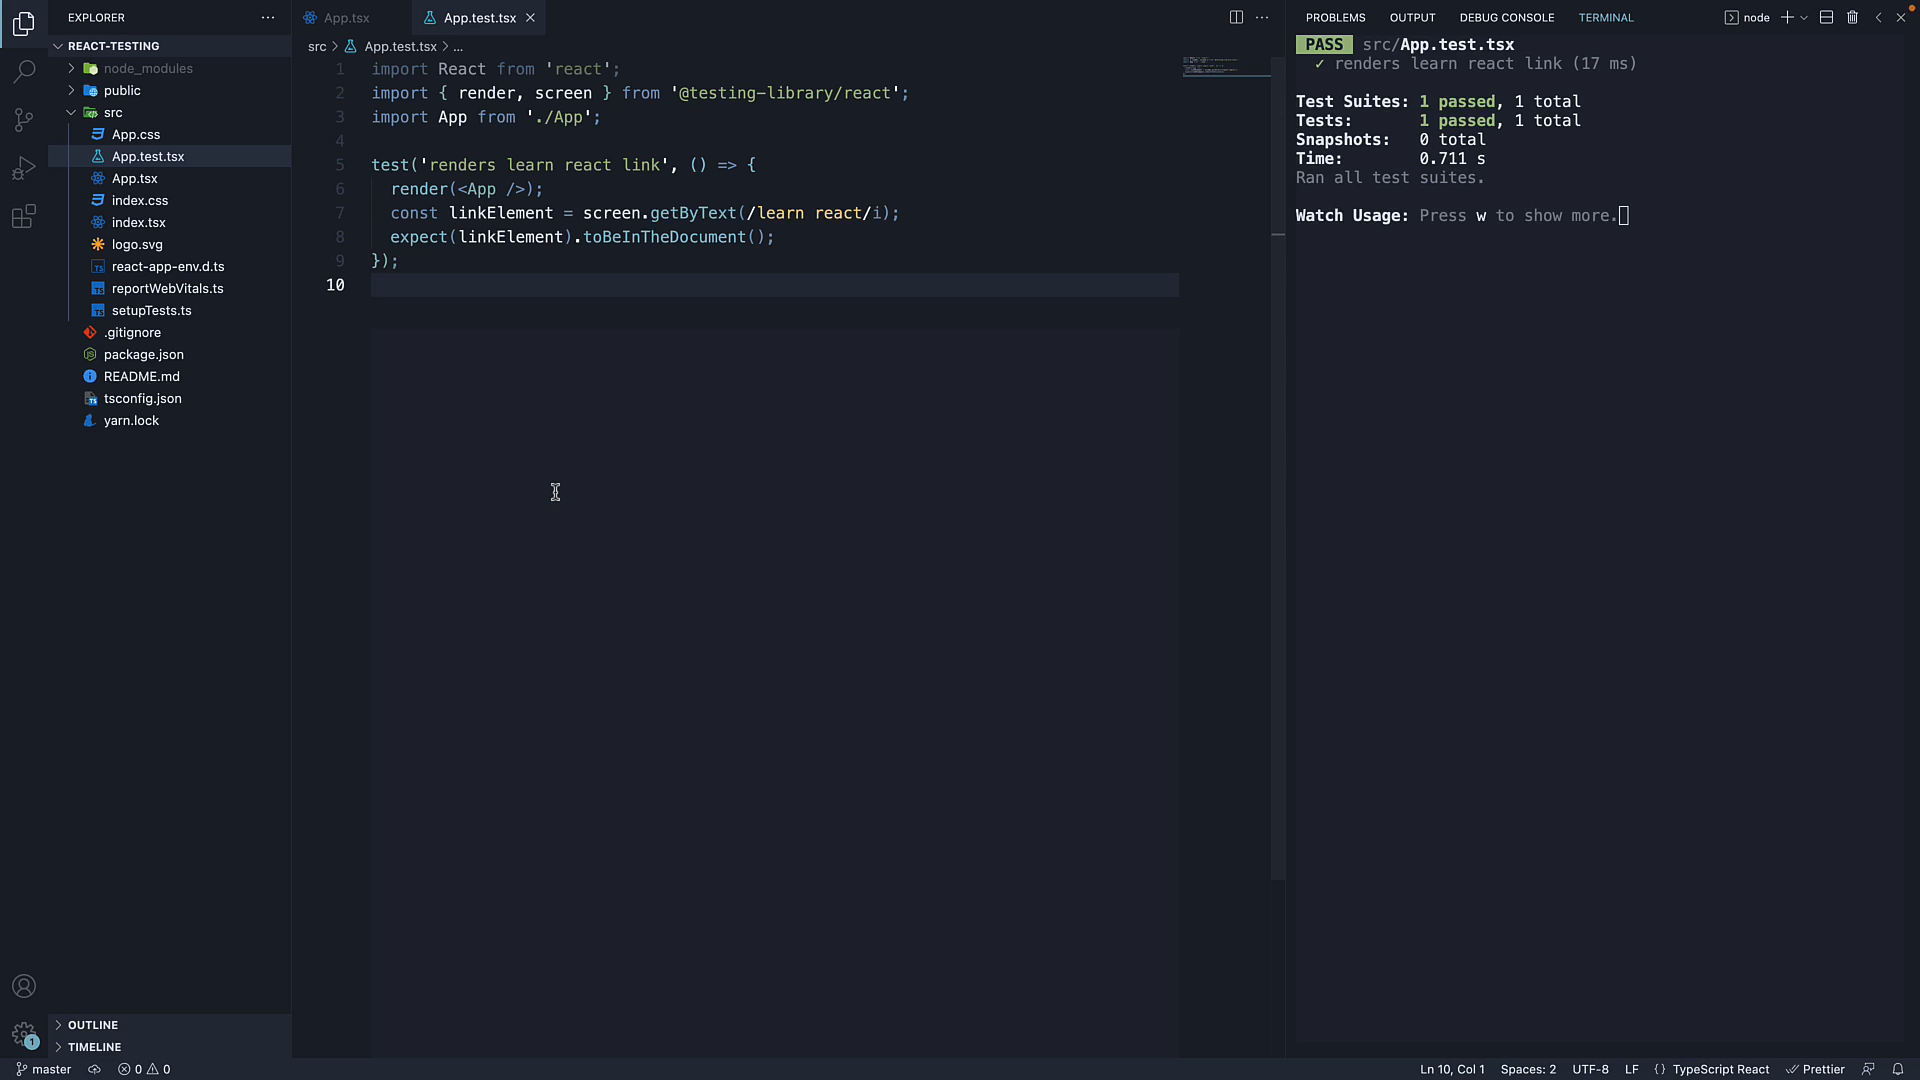 EXPLORER
REACT-TESTING
node_modules
public
src
App.css
App.test.tsx
App.tsx
index.css
index.tsx
logo.svg
react-app-env.d.ts
reportWebVitals.ts
setupTests.ts
.gitignore
package.json
README.md
tsconfig.json
yarn.lock
OUTLINE
TIMELINE
App.tsx
App.test.tsx
src > App.test.tsx > ...
1 import React from 'react';
2 import { render, screen } from '@testing-library/react';
3 import App from './App';
4
5 test('renders learn react link', () => {
6 render(<App />);
7 const linkElement = screen.getByText(/learn react/i);
8 expect(linkElement).toBeInTheDocument();
9 });
10
PROBLEMS OUTPUT DEBUG CONSOLE TERMINAL node
PASS src/App.test.tsx
✓ renders learn react link (17 ms)
Test Suites: 1 passed, 1 total
Tests: 1 passed, 1 total
Snapshots: 0 total
Time: 0.711 s
Ran all test suites.
Watch Usage: Press w to show more.
1
master 0 0 Ln 10, Col 1 Spaces: 2 UTF-8 LF {} TypeScript React Prettier